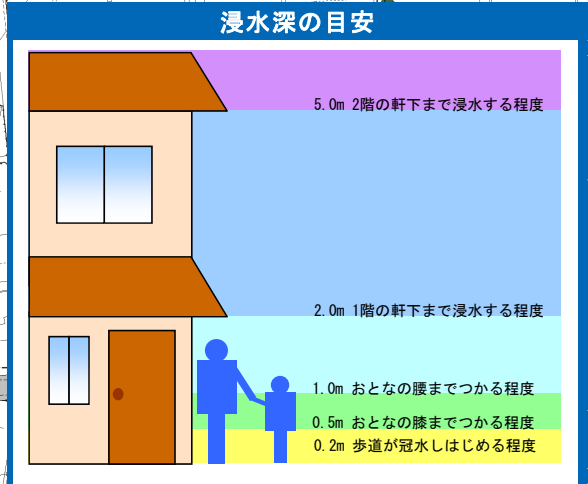 浸水深の目安
5.0m 2階の軒下まで浸水する程度
2.0m 1階の軒下まで浸水する程度
1.0m おとなの腰までつかる程度
0.5m おとなの膝までつかる程度
0.2m 歩道が冠水しはじめる程度